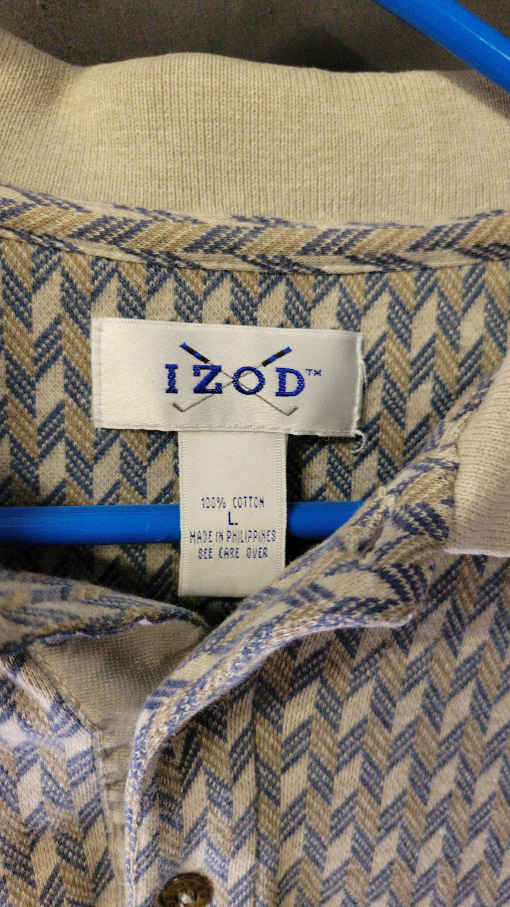 IZOD™
100% COTTON
L
MADE IN PHILIPPINES
SEE CARE OVER